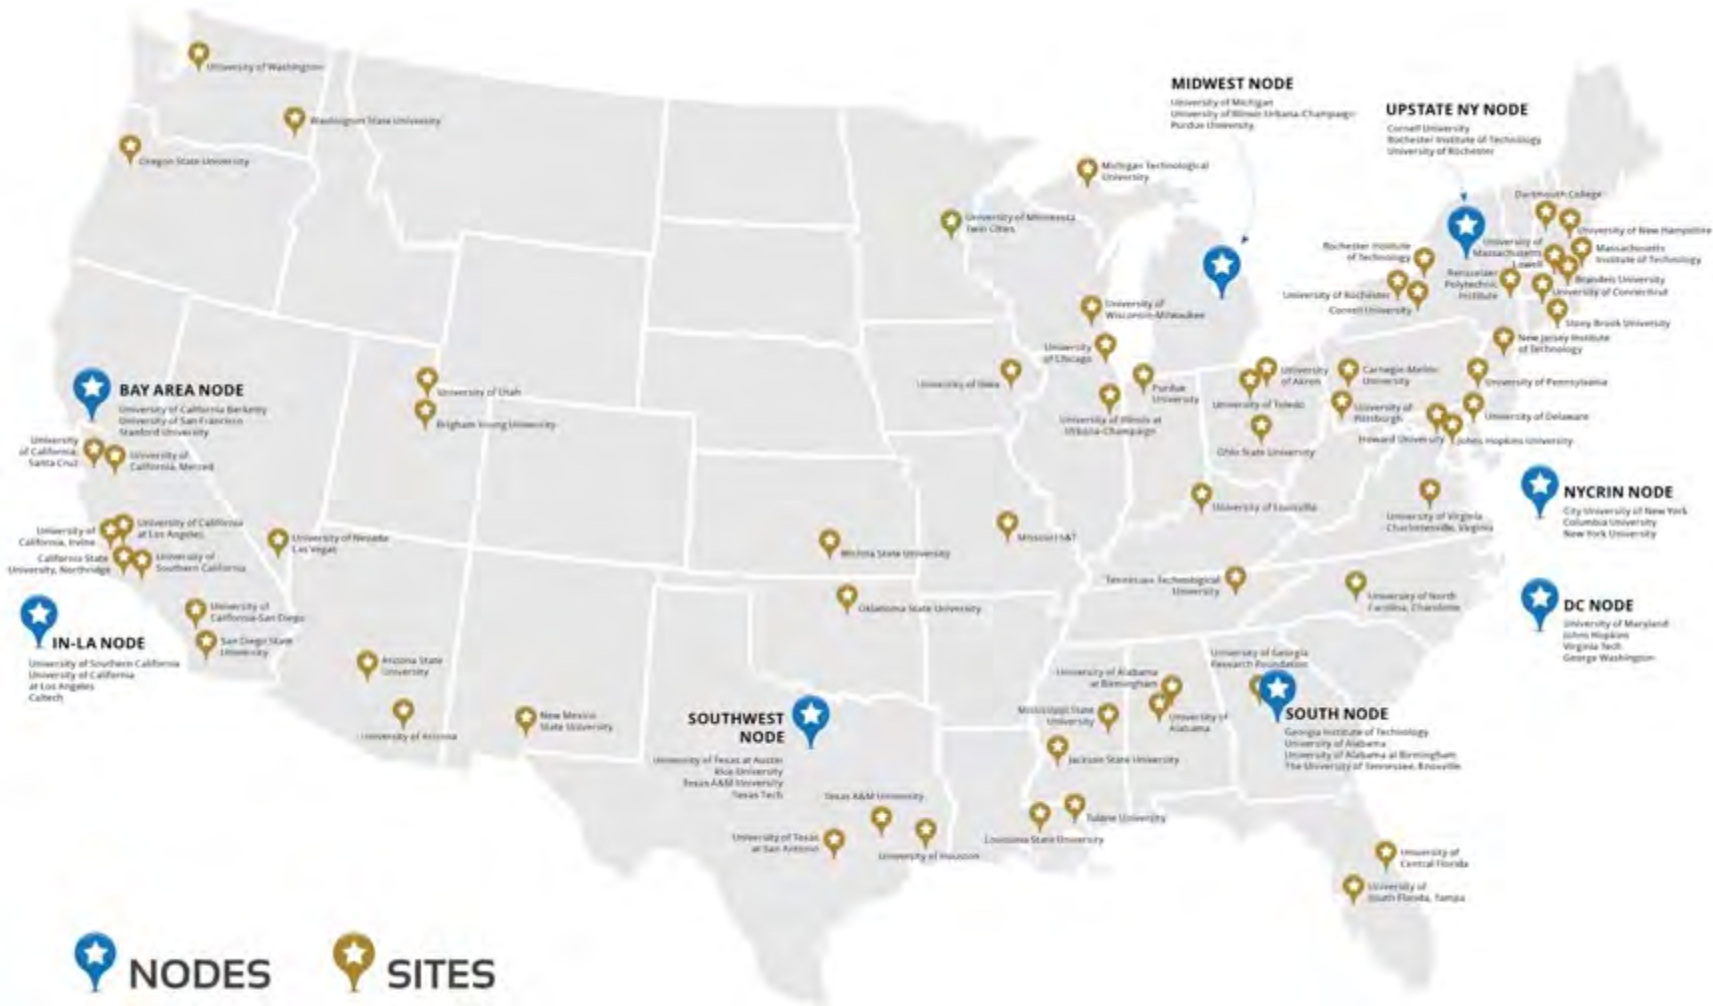 University of Washington
Washington State University
Oregon State University
MIDWEST NODE
University of Michigan
University of Illinois Urbana-Champaign
Purdue University
UPSTATE NY NODE
Cornell University
Rochester Institute of Technology
University of Rochester
Michigan Technological
University
University of Minnesota
Twin Cities
Dartmouth College
University of New Hampshire
University of
Massachusetts
Lowell
Massachusetts
Institute of Technology
Rochester Institute
of Technology
Rensselaer
Polytechnic
Institute
Brandeis University
University of Connecticut
University of Rochester
Cornell University
Stony Brook University
New Jersey Institute
of Technology
University of
Wisconsin-Milwaukee
University
of Chicago
University of Iowa
Purdue
University
University of Illinois at
Urbana-Champaign
University
of Akron
University of Toledo
Ohio State University
Carnegie-Mellon
University
University of
Pittsburgh
University of Pennsylvania
University of Delaware
Howard University
Johns Hopkins University
BAY AREA NODE
University of California Berkeley
University of San Francisco
Stanford University
University
of California,
Santa Cruz
University of
California, Merced
University of Utah
Brigham Young University
University of
California, Irvine
University of California
at Los Angeles
California State
University, Northridge
University of
Southern California
University of Nevada
Las Vegas
Wichita State University
Missouri S&T
University of Louisville
University of Virginia
Charlottesville, Virginia
NYCRIN NODE
City University of New York
Columbia University
New York University
Oklahoma State University
Tennessee Technological
University
University of North
Carolina, Charlotte
DC NODE
University of Maryland
Johns Hopkins
Virginia Tech
George Washington
IN-LA NODE
University of Southern California
University of California
at Los Angeles
Caltech
University of
California-San Diego
San Diego State
University
Arizona State
University
University of Arizona
New Mexico
State University
SOUTHWEST
NODE
University of Texas at Austin
Rice University
Texas A&M University
Texas Tech
University of Georgia
Research Foundation
University of Alabama
at Birmingham
Mississippi State
University
University of
Alabama
Jackson State University
SOUTH NODE
Georgia Institute of Technology
University of Alabama
University of Alabama at Birmingham
The University of Tennessee, Knoxville
Texas A&M University
University of Texas
at San Antonio
University of Houston
Louisiana State University
Tulane University
University of
Central Florida
University of
South Florida, Tampa
NODES
SITES